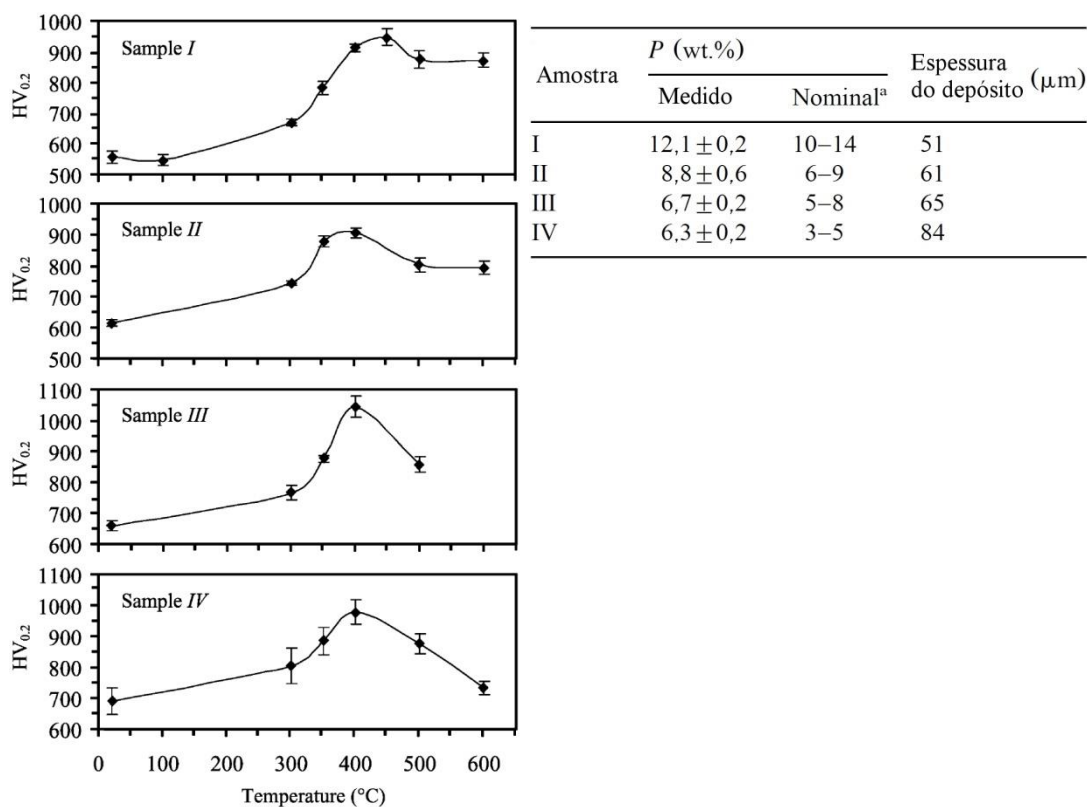 1000
900
800
700
600
500
HV0.2
Sample I
1000
900
800
700
600
500
HV0.2
Sample II
1100
1000
900
800
700
600
HV0.2
Sample III
1100
1000
900
800
700
600
HV0.2
Sample IV
0 100 200 300 400 500 600
Temperature (°C)
Amostra P (wt.%) Espessura do depósito (μm)
Medido Nominalª
I 12,1±0,2 10–14 51
II 8,8±0,6 6–9 61
III 6,7±0,2 5–8 65
IV 6,3±0,2 3–5 84